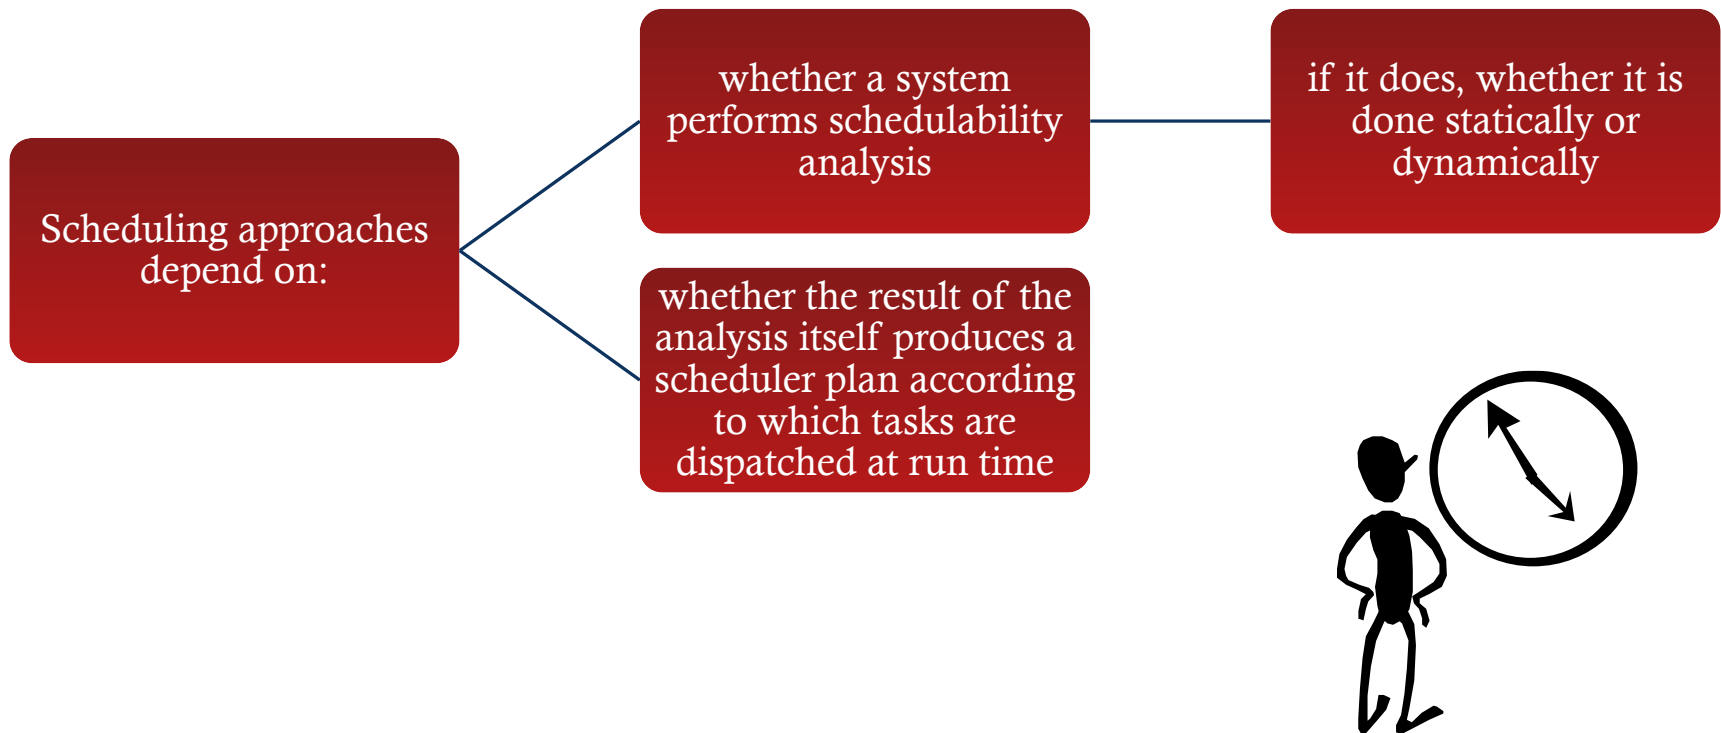 Scheduling approaches
depend on:
whether a system
performs schedulability
analysis
if it does, whether it is
done statically or
dynamically
whether the result of the
analysis itself produces a
scheduler plan according
to which tasks are
dispatched at run time